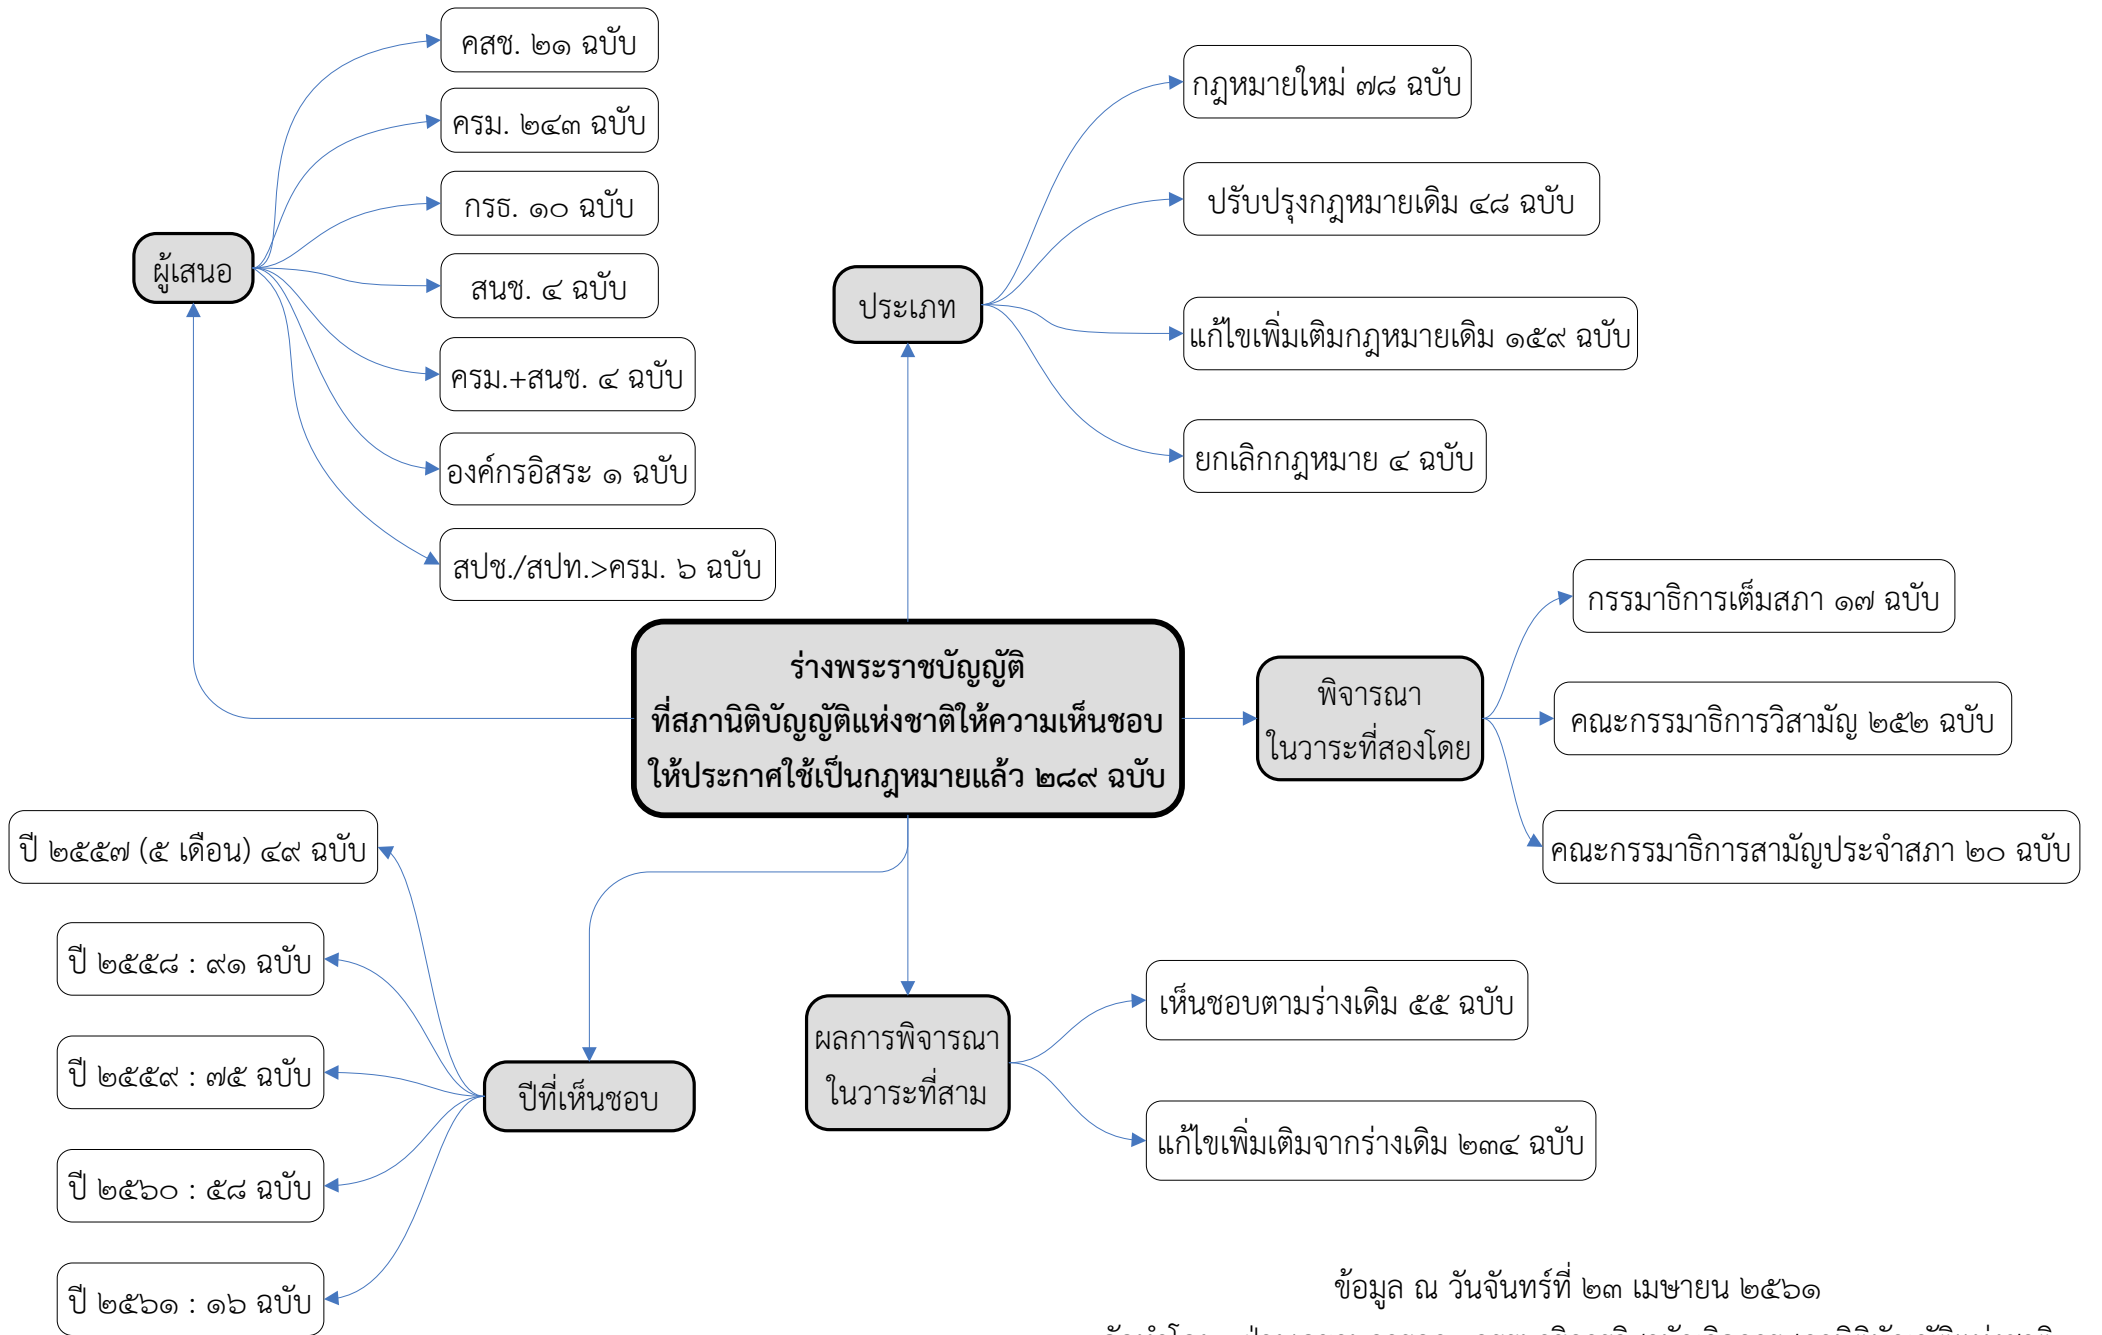 คสช. ๒๑ ฉบับ
ครม. ๒๔๓ ฉบับ
กรธ. ๑๐ ฉบับ
สนช. ๔ ฉบับ
ครม.+สนช. ๔ ฉบับ
องค์กรอิสระ ๑ ฉบับ
สปช./สปท.>ครม. ๖ ฉบับ
ผู้เสนอ
กฎหมายใหม่ ๗๘ ฉบับ
ปรับปรุงกฎหมายเดิม ๔๘ ฉบับ
แก้ไขเพิ่มเติมกฎหมายเดิม ๑๕๙ ฉบับ
ยกเลิกกฎหมาย ๔ ฉบับ
ประเภท
ร่างพระราชบัญญัติ
ที่สภานิติบัญญัติแห่งชาติให้ความเห็นชอบ
ให้ประกาศใช้เป็นกฎหมายแล้ว ๒๘๙ ฉบับ
พิจารณา
ในวาระที่สองโดย
กรรมาธิการเต็มสภา ๑๗ ฉบับ
คณะกรรมาธิการวิสามัญ ๒๕๒ ฉบับ
คณะกรรมาธิการสามัญประจำสภา ๒๐ ฉบับ
ปี ๒๕๕๗ (๕ เดือน) ๔๙ ฉบับ
ปี ๒๕๕๘ : ๙๑ ฉบับ
ปี ๒๕๕๙ : ๗๕ ฉบับ
ปี ๒๕๖๐ : ๕๘ ฉบับ
ปี ๒๕๖๑ : ๑๖ ฉบับ
ปีที่เห็นชอบ
ผลการพิจารณา
ในวาระที่สาม
เห็นชอบตามร่างเดิม ๕๕ ฉบับ
แก้ไขเพิ่มเติมจากร่างเดิม ๒๓๔ ฉบับ
ข้อมูล ณ วันจันทร์ที่ ๒๓ เมษายน ๒๕๖๑